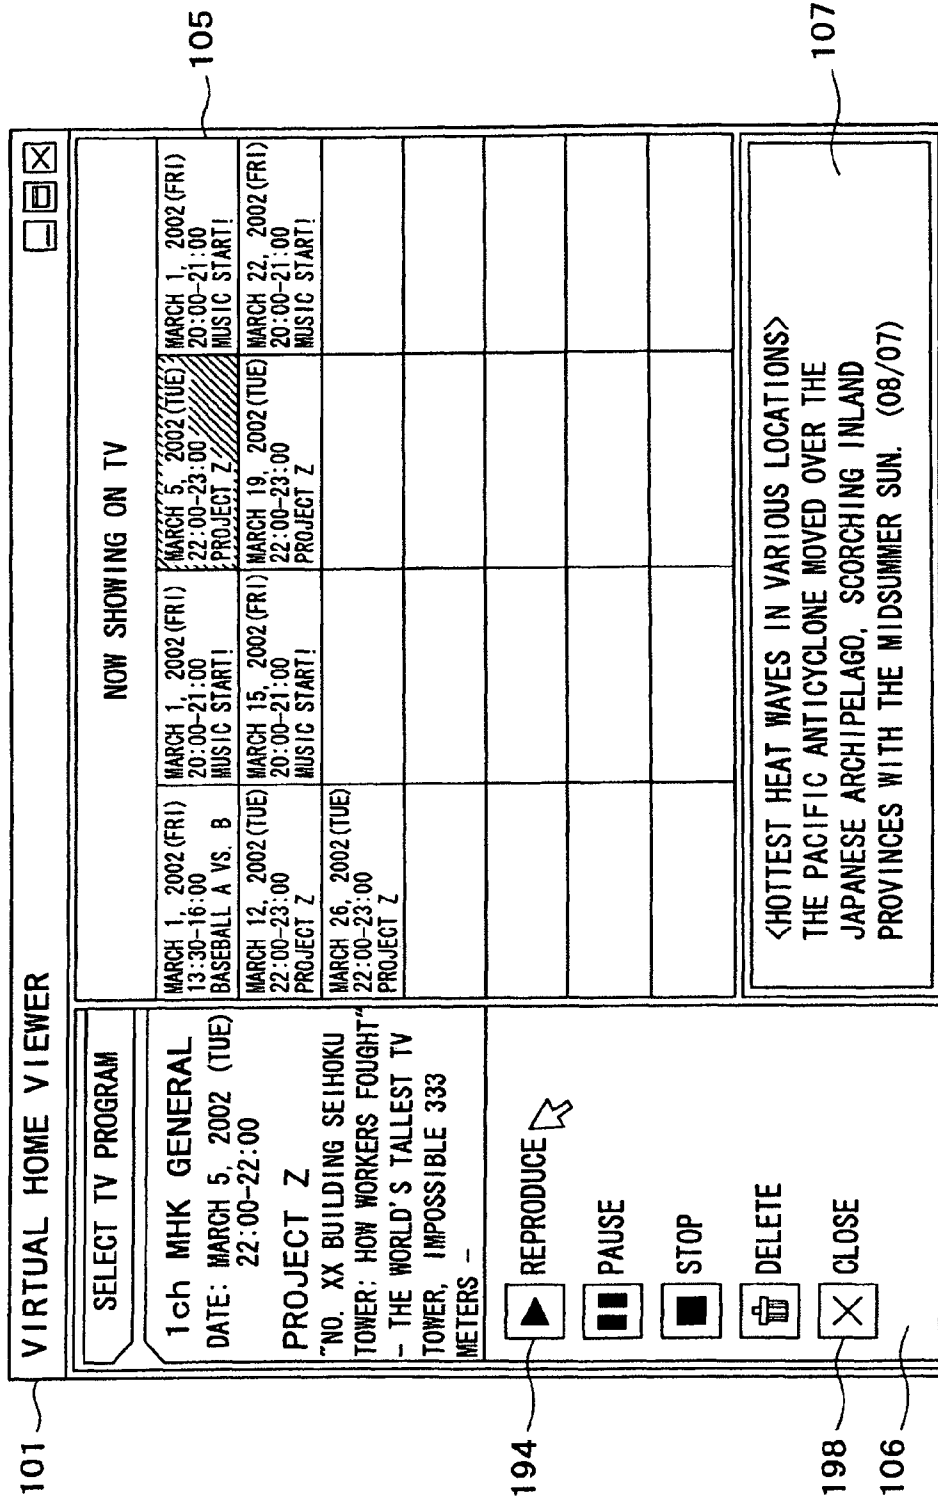 101
VIRTUAL HOME VIEWER
SELECT TV PROGRAM
1ch MHK GENERAL
DATE: MARCH 5, 2002 (TUE)
22:00-22:00
PROJECT Z
"NO. XX BUILDING SEIHOKU
TOWER: HOW WORKERS FOUGHT"
- THE WORLD'S TALLEST TV
TOWER, IMPOSSIBLE 333
METERS -
194
REPRODUCE
PAUSE
STOP
DELETE
198
CLOSE
106
NOW SHOWING ON TV
105
MARCH 1, 2002(FRI)
13:30-16:00
BASEBALL A VS. B
MARCH 1, 2002(FRI)
20:00-21:00
MUSIC START!
MARCH 5, 2002(TUE)
22:00-23:00
PROJECT Z
MARCH 1, 2002(FRI)
20:00-21:00
MUSIC START!
MARCH 12, 2002(TUE)
22:00-23:00
PROJECT Z
MARCH 15, 2002(FRI)
20:00-21:00
MUSIC START!
MARCH 19, 2002(TUE)
22:00-23:00
PROJECT Z
MARCH 22, 2002(FRI)
20:00-21:00
MUSIC START!
MARCH 26, 2002(TUE)
22:00-23:00
PROJECT Z
<HOTTEST HEAT WAVES IN VARIOUS LOCATIONS>
THE PACIFIC ANTICYCLONE MOVED OVER THE
JAPANESE ARCHIPELAGO, SCORCHING INLAND
PROVINCES WITH THE MIDSUMMER SUN. (08/07)
107